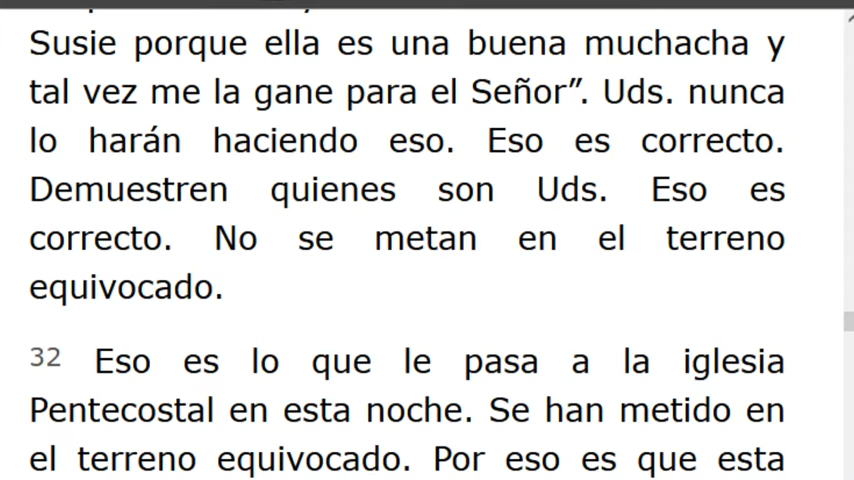 Susie porque ella es una buena muchacha y
tal vez me la gane para el Señor”. Uds. nunca
lo harán haciendo eso. Eso es correcto.
Demuestren quienes son Uds. Eso es
correcto. No se metan en el terreno
equivocado.
32 Eso es lo que le pasa a la iglesia
Pentecostal en esta noche. Se han metido en
el terreno equivocado. Por eso es que esta